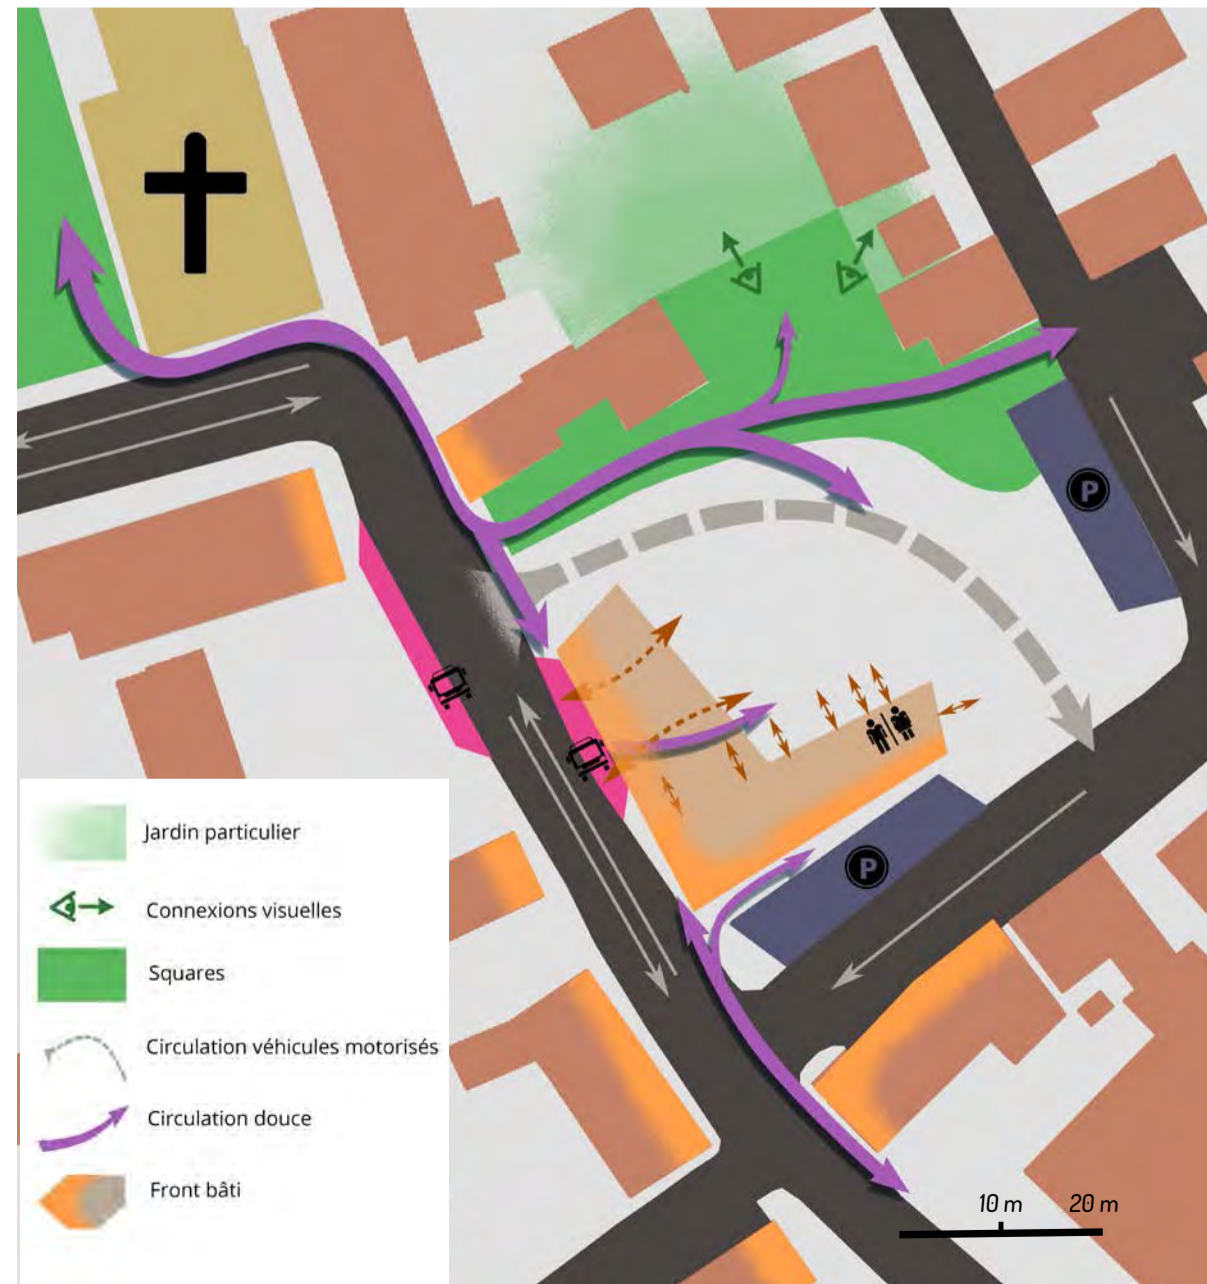 P
P
Jardin particulier
Connexions visuelles
Squares
Circulation véhicules motorisés
Circulation douce
Front bâti
10 m 20 m